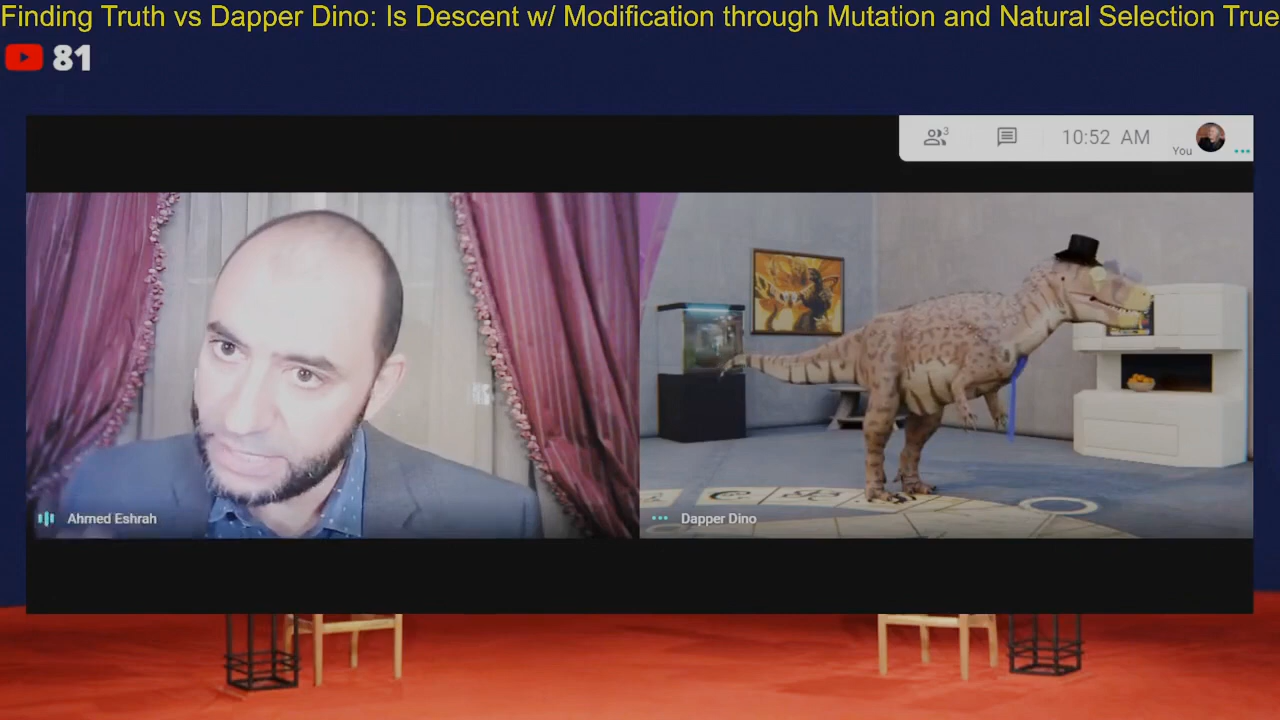 Finding Truth vs Dapper Dino: Is Descent w/ Modification through Mutation and Natural Selection True
81
3
10:52 AM
You
Ahmed Eshrah
Dapper Dino